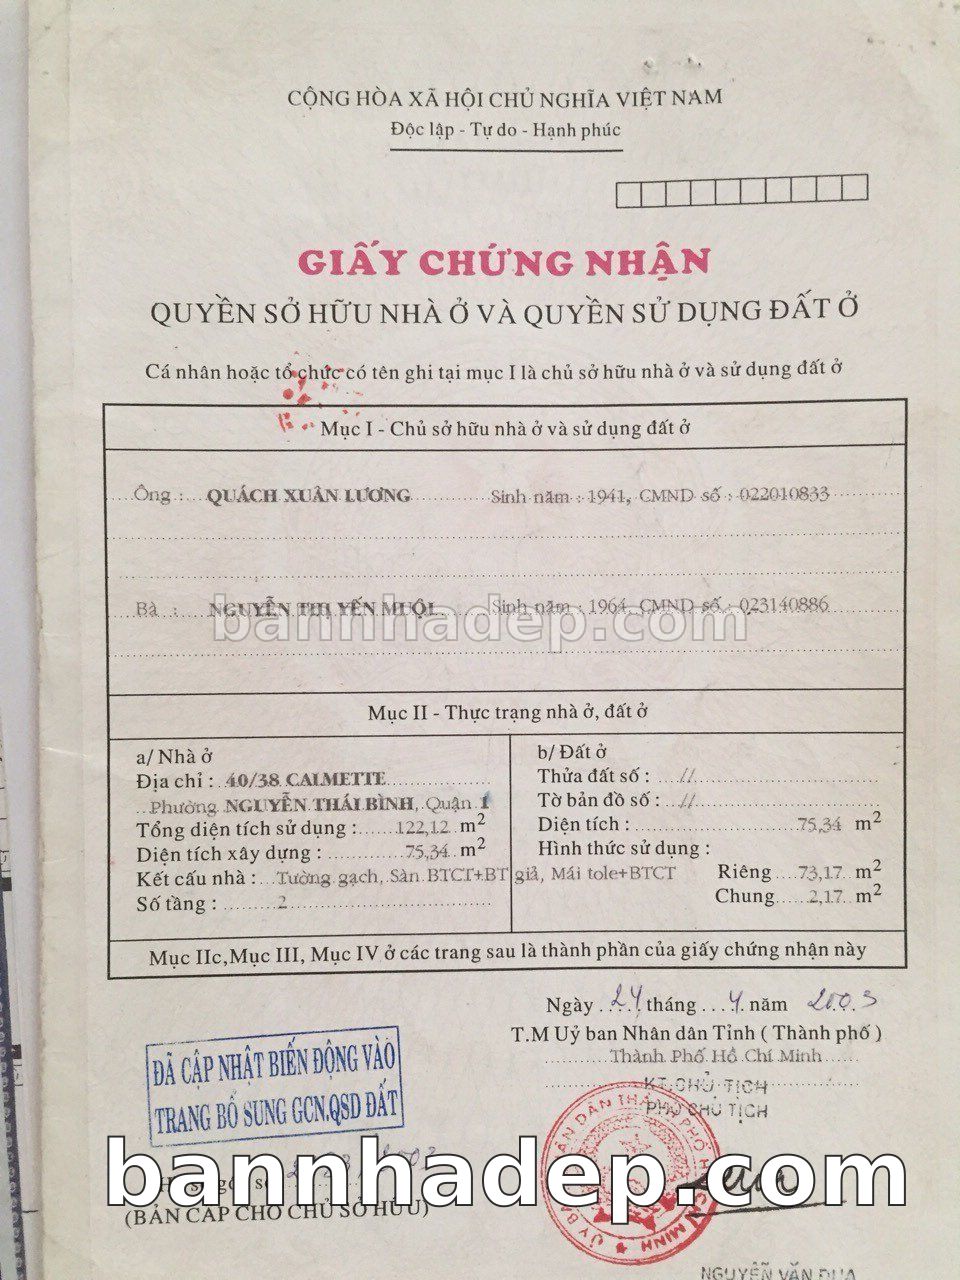 CỘNG HÒA XÃ HỘI CHỦ NGHĨA VIỆT NAM
Độc lập - Tự do - Hạnh phúc
GIẤY CHỨNG NHẬN
QUYỀN SỞ HỮU NHÀ Ở VÀ QUYỀN SỬ DỤNG ĐẤT Ở
Cá nhân hoặc tổ chức có tên ghi tại mục I là chủ sở hữu nhà ở và sử dụng đất ở
Mục I - Chủ sở hữu nhà ở và sử dụng đất ở
Ông : QUÁCH XUÂN LƯƠNG Sinh năm : 1941, CMND số : 022010833
Bà : NGUYỄN THỊ YẾN MUỘI Sinh năm : 1964, CMND số : 023140886
bannhadep.com
Mục II - Thực trạng nhà ở, đất ở
a/ Nhà ở
Địa chỉ : 40/38 CALMETTE
Phường NGUYỄN THÁI BÌNH, Quận 1
Tổng diện tích sử dụng : 122,12 m2
Diện tích xây dựng : 75,34 m2
Kết cấu nhà : Tường gạch, Sàn BTCT+BT giả, Mái tole+BTCT
Số tầng : 2
b/ Đất ở
Thửa đất số : //
Tờ bản đồ số : //
Diện tích : 75,34 m2
Hình thức sử dụng :
Riêng 73,17 m2
Chung 2,17 m2
Mục IIc,Mục III, Mục IV ở các trang sau là thành phần của giấy chứng nhận này
Ngày 24 tháng 4 năm 2003
T.M Uỷ ban Nhân dân Tỉnh ( Thành phố )
Thành Phố Hồ Chí Minh
KT.CHỦ TỊCH
PHÓ CHỦ TỊCH
ĐÃ CẬP NHẬT BIẾN ĐỘNG VÀO
TRANG BỔ SUNG GCN.QSD ĐẤT
bannhadep.com
(BẢN CẤP CHO CHỦ SỞ HỮU)
NGUYỄN VĂN ĐUA